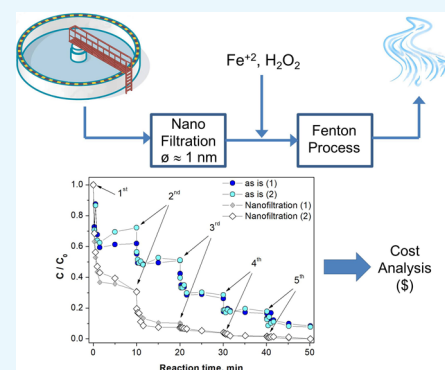 Fe+2, H2O2
Nano
Filtration
ø ≈ 1 nm
Fenton
Process
1st
2nd
3rd
4th
5th
as is (1)
as is (2)
Nanofiltration (1)
Nanofiltration (2)
C / C0
1.0
0.8
0.6
0.4
0.2
0.0
0 10 20 30 40 50
Reaction time, min
Cost
Analysis
($)